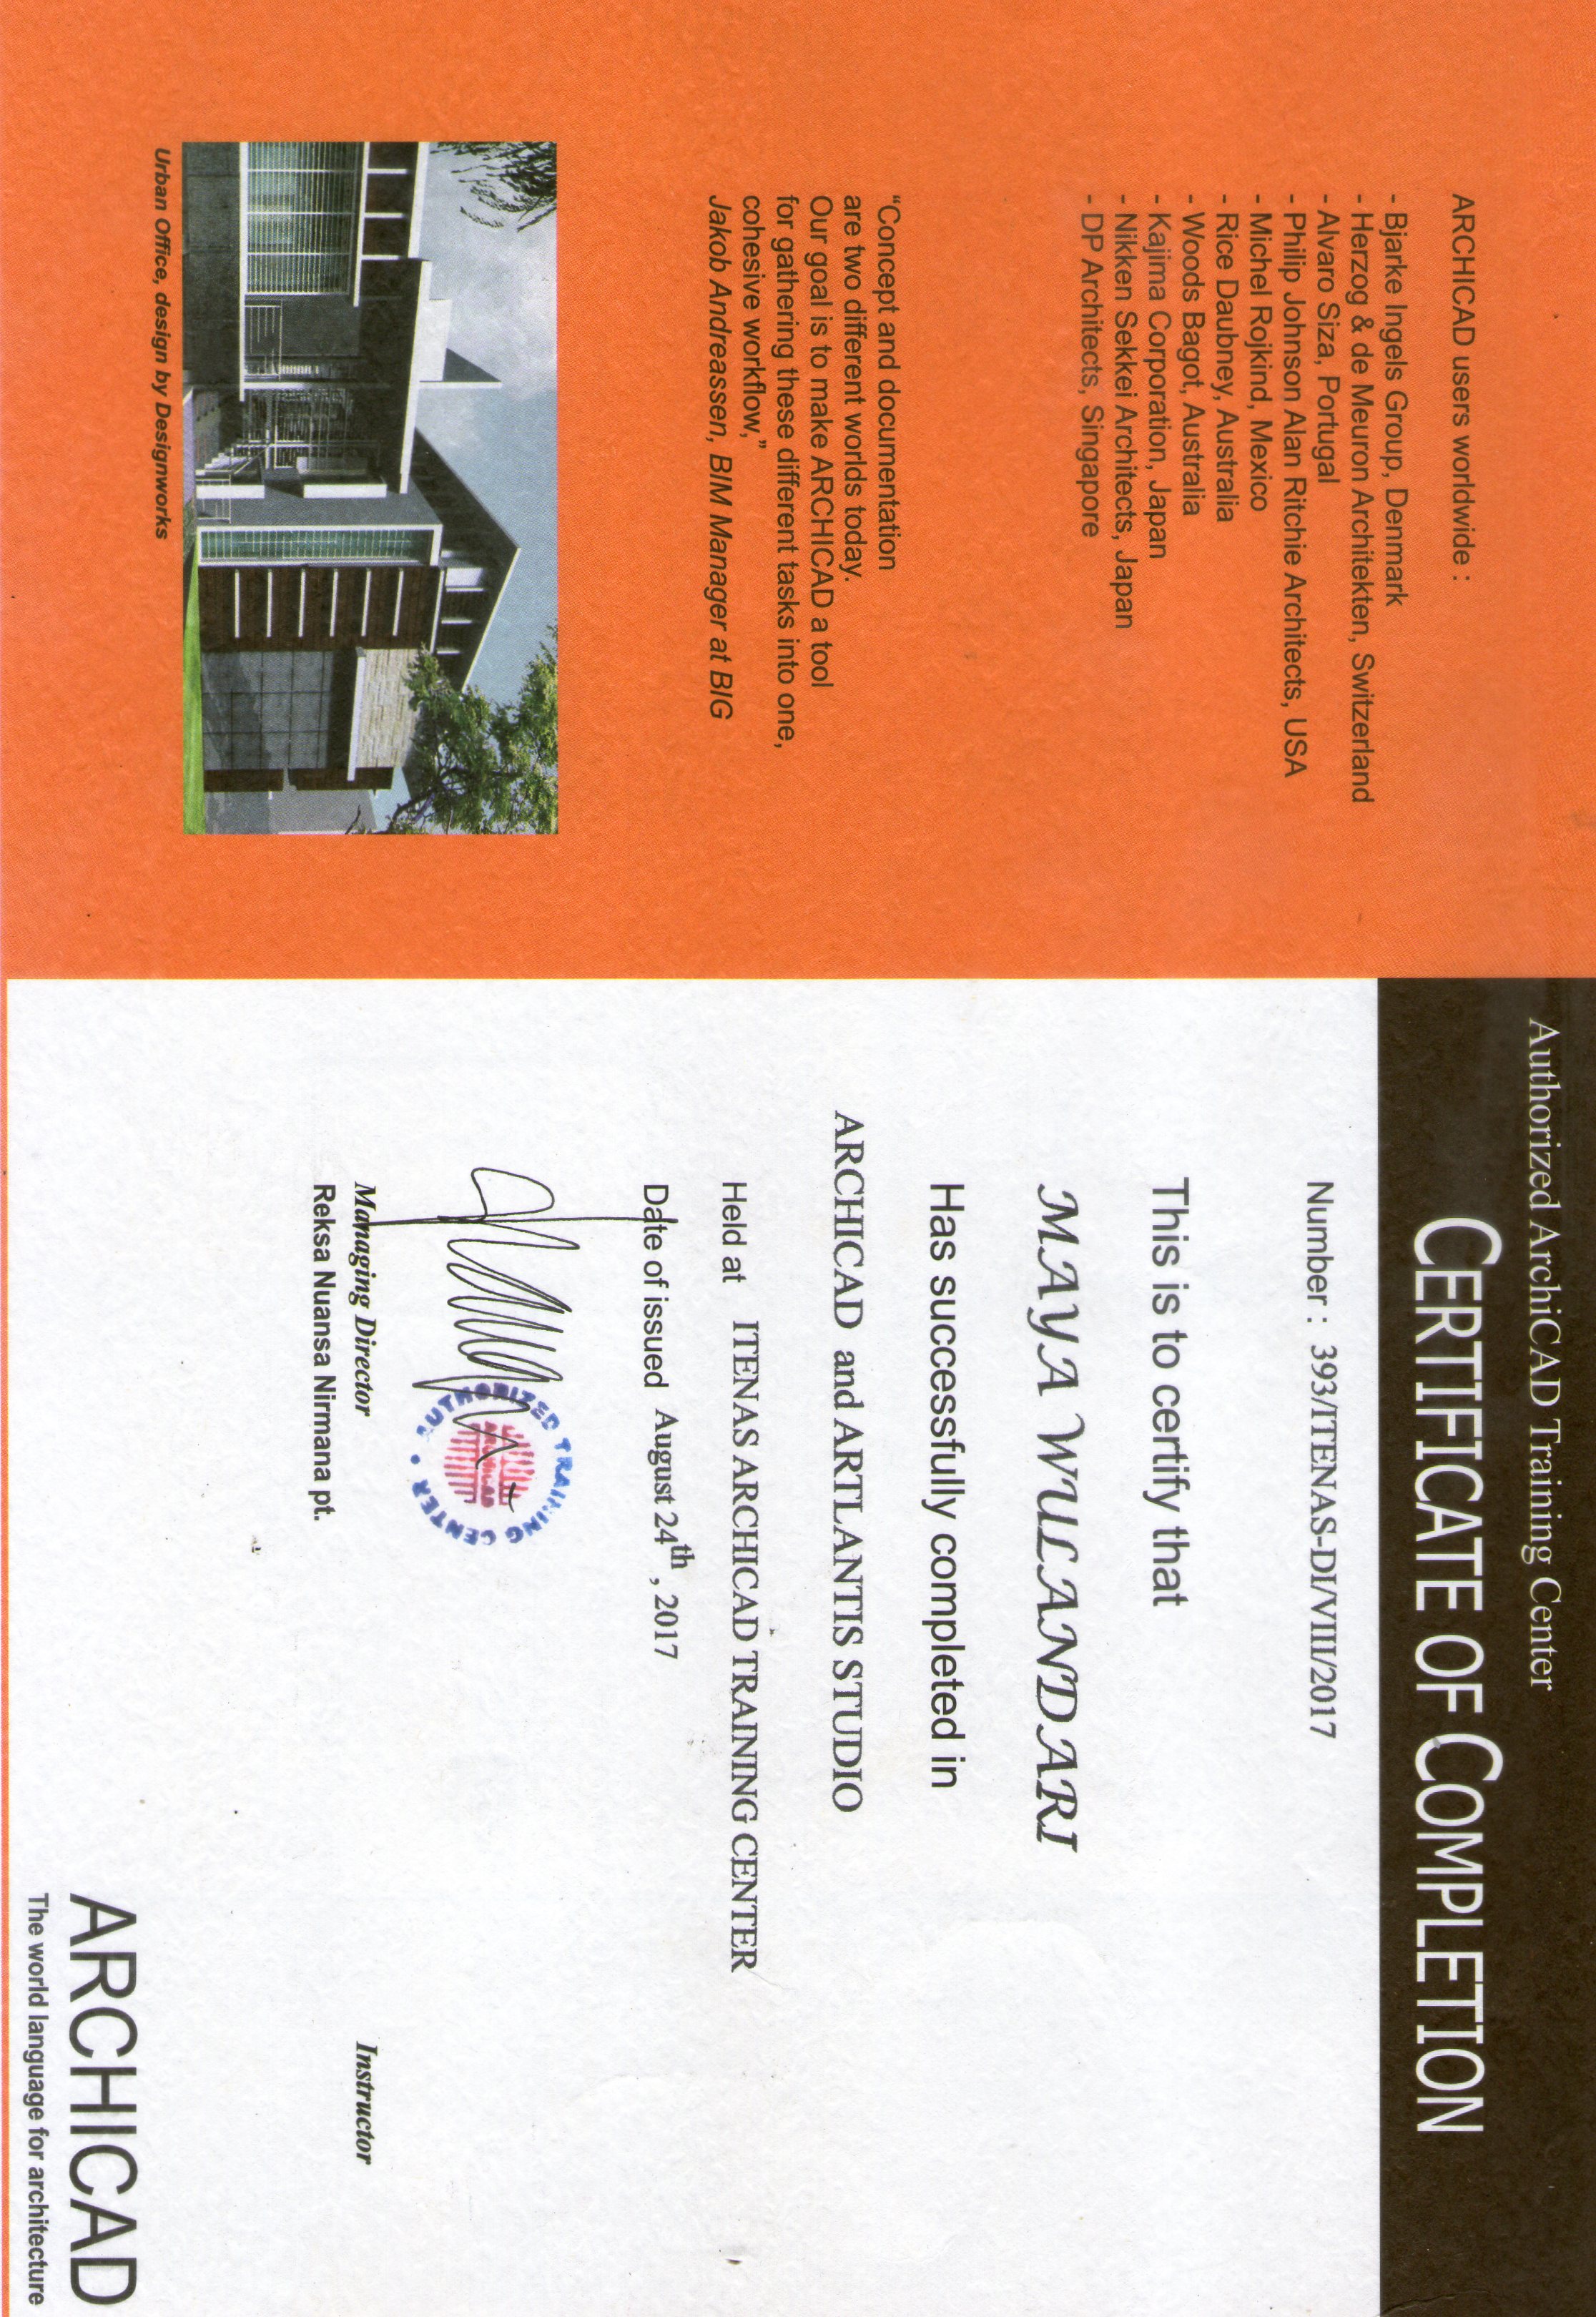 ARCHICAD users worldwide :
- Bjarke Ingels Group, Denmark
- Herzog & de Meuron Architekten, Switzerland
- Alvaro Siza, Portugal
- Philip Johnson Alan Ritchie Architects, USA
- Michel Rojkind, Mexico
- Rice Daubney, Australia
- Woods Bagot, Australia
- Kajima Corporation, Japan
- Nikken Sekkei Architects, Japan
- DP Architects, Singapore
“Concept and documentation
are two different worlds today.
Our goal is to make ARCHICAD a tool
for gathering these different tasks into one,
cohesive workflow,”
Jakob Andreassen, BIM Manager at BIG
Urban Office, design by Designworks
Authorized ArchiCAD Training Center
CERTIFICATE OF COMPLETION
Number : 393/ITENAS-DI/VIII/2017
This is to certify that
MAYA WULANDARI
Has successfully completed in
ARCHICAD and ARTLANTIS STUDIO
Held at ITENAS ARCHICAD TRAINING CENTER
Date of issued August 24th , 2017
AUTHORIZED TRAINING CENTER
ARCHICAD
Managing Director
Reksa Nuansa Nirmana pt.
Instructor
ARCHICAD
The world language for architecture